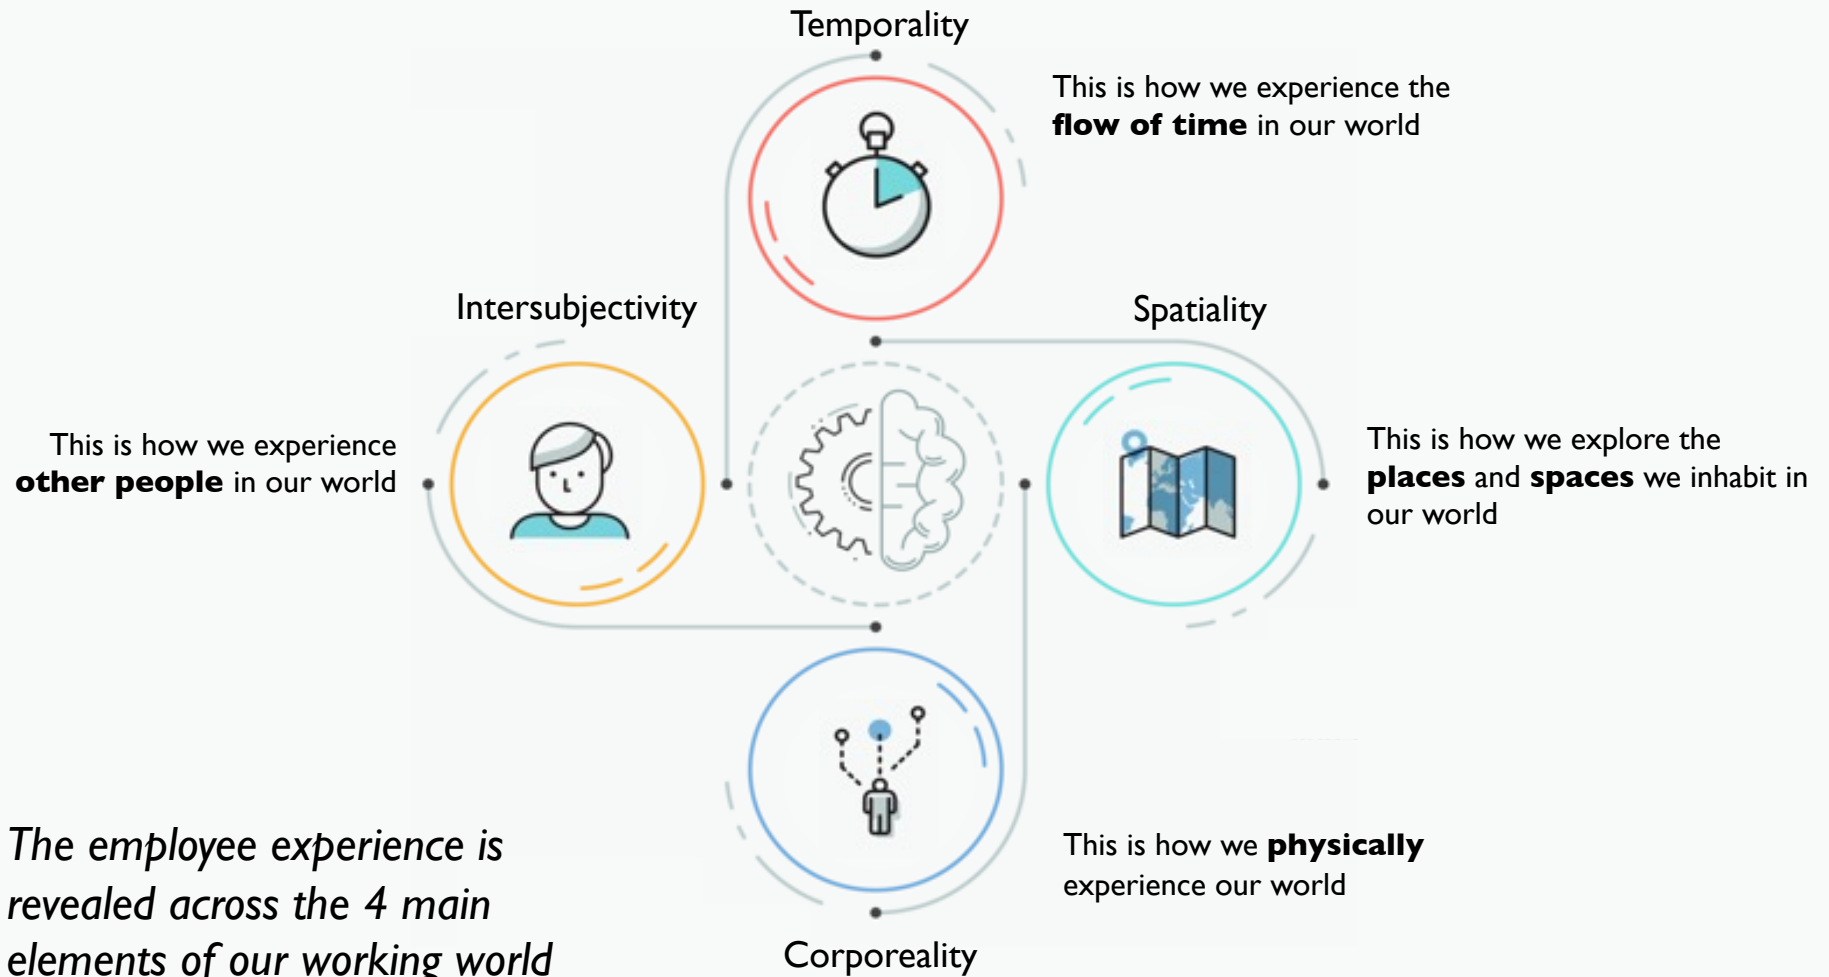 Temporality
This is how we experience the
flow of time in our world
Intersubjectivity
Spatiality
This is how we experience
other people in our world
This is how we explore the
places and spaces we inhabit in
our world
The employee experience is
revealed across the 4 main
elements of our working world
This is how we physically
experience our world
Corporeality